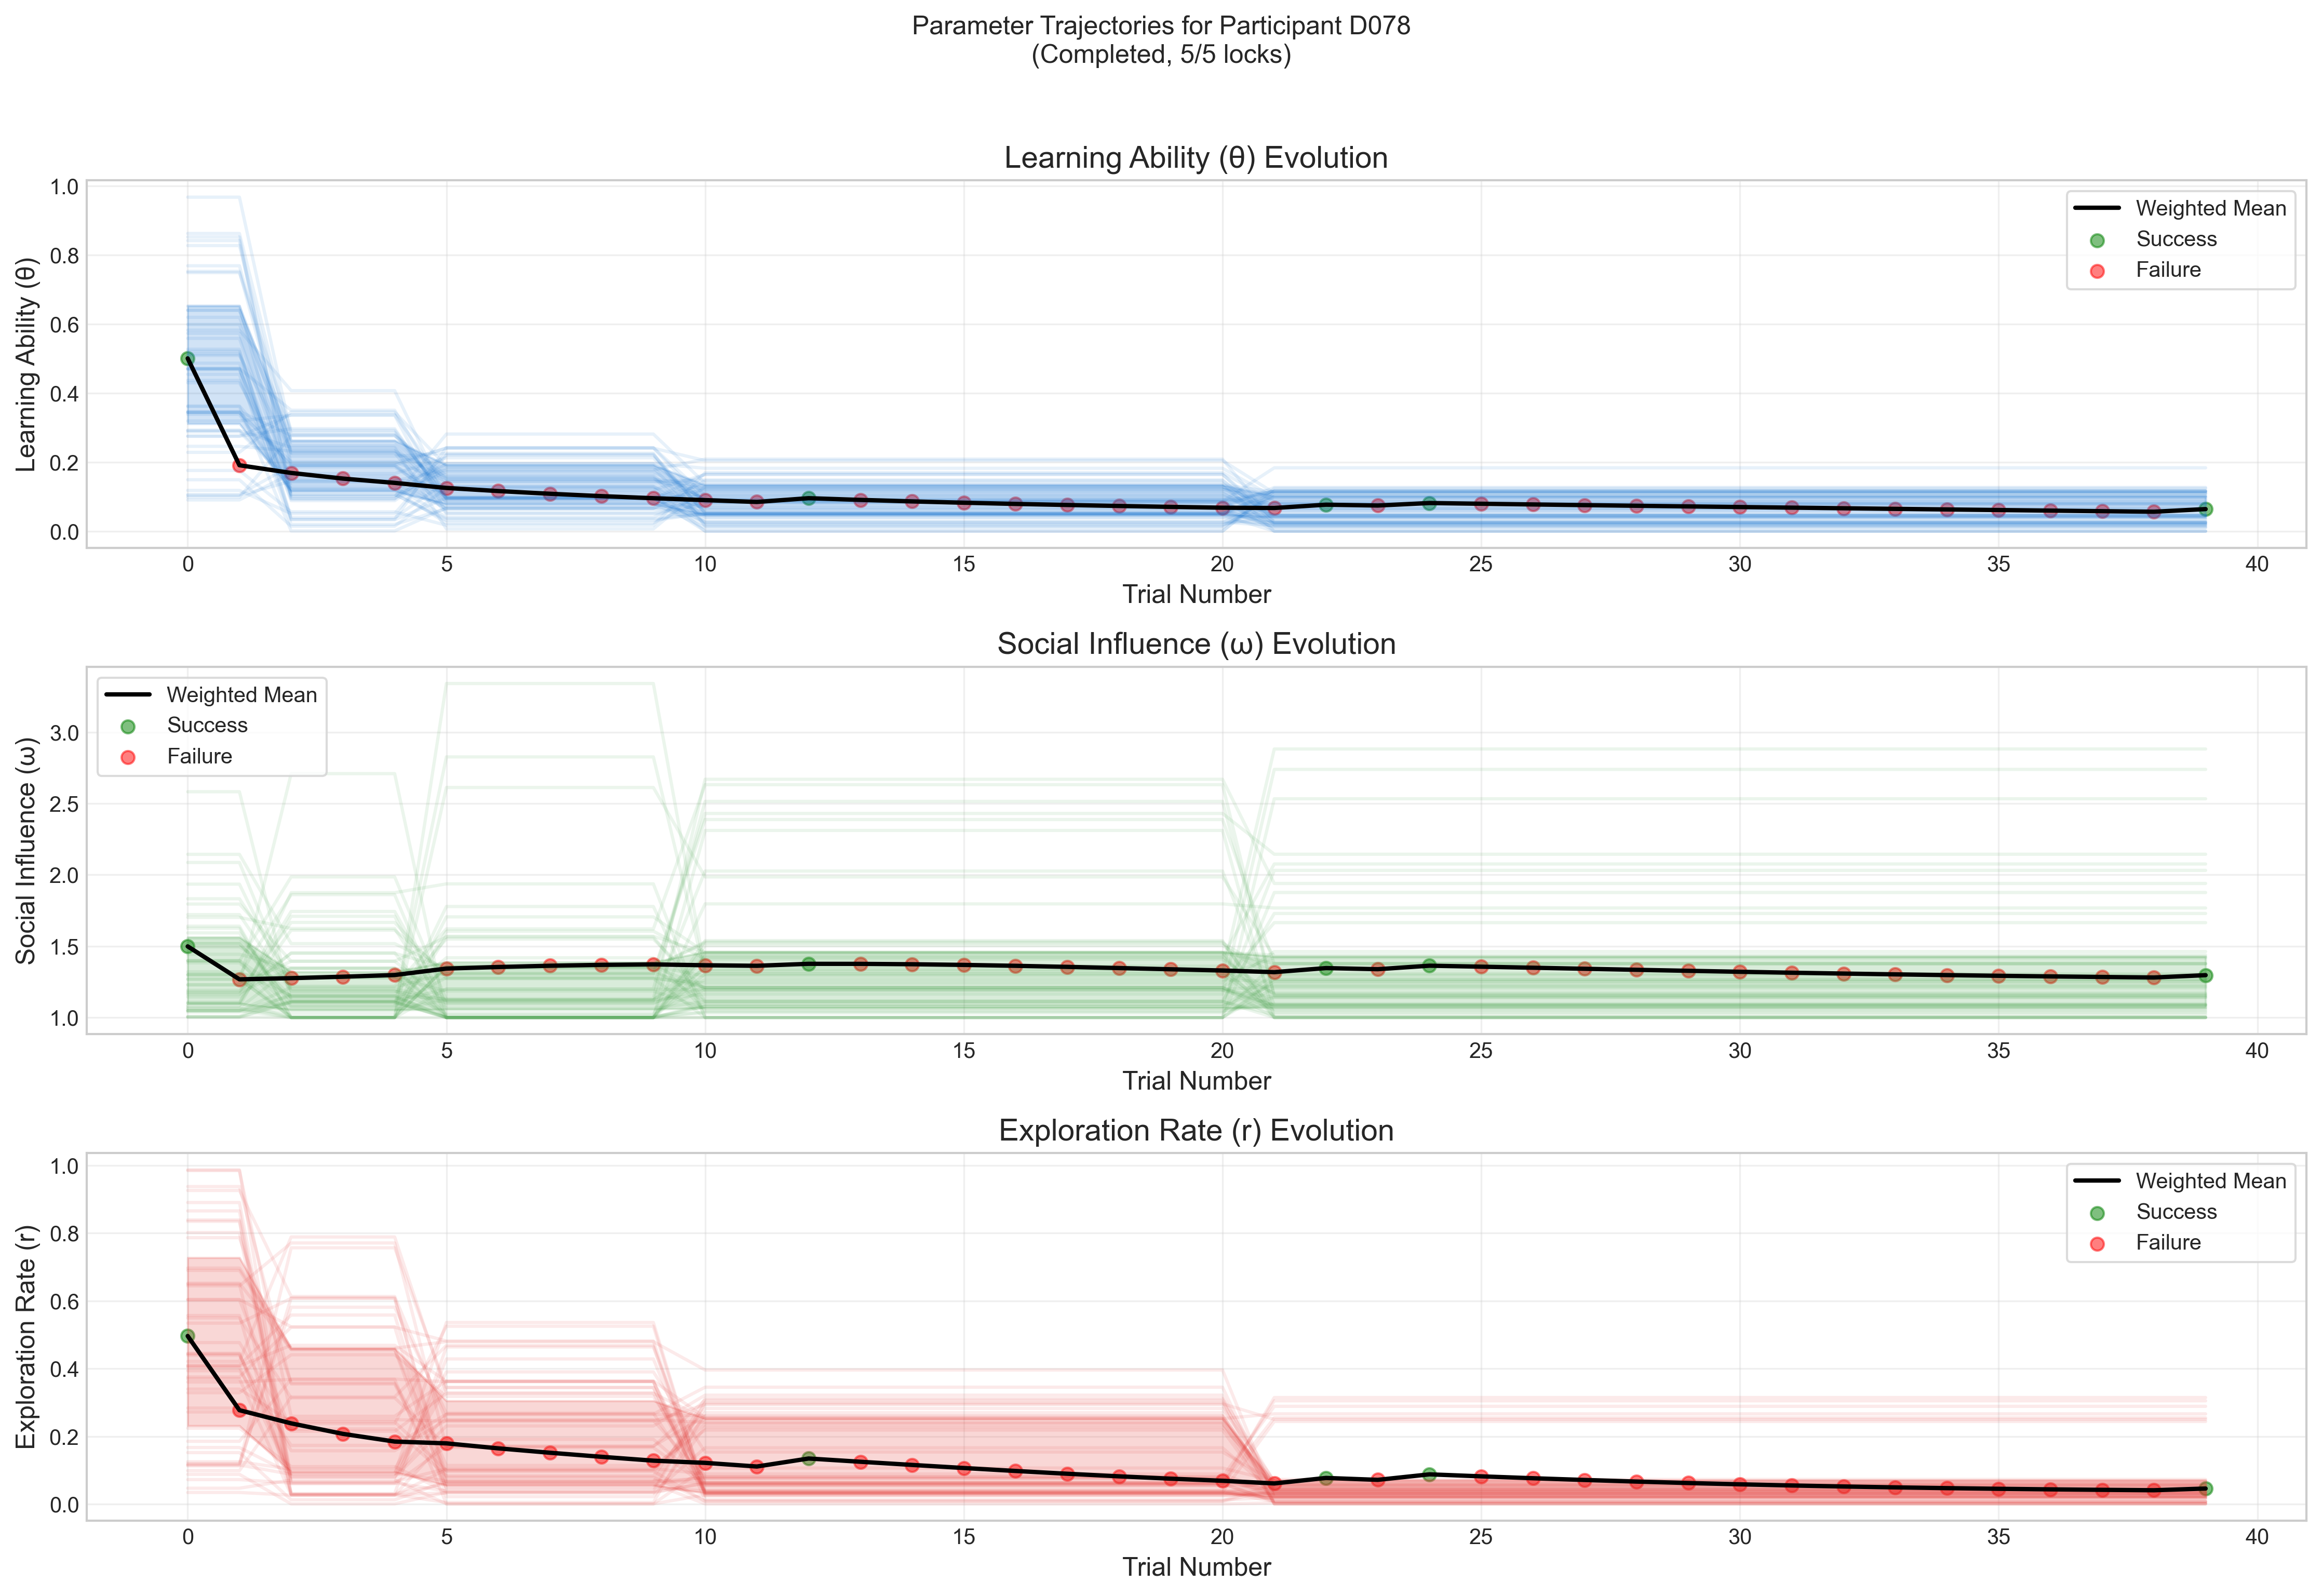 Parameter Trajectories for Participant D078
(Completed, 5/5 locks)
Learning Ability (θ) Evolution
Learning Ability (θ)
1.0
0.8
0.6
0.4
0.2
0.0
Weighted Mean
Success
Failure
0 5 10 15 20 25 30 35 40
Trial Number
Social Influence (ω) Evolution
Social Influence (ω)
3.0
2.5
2.0
1.5
1.0
Weighted Mean
Success
Failure
0 5 10 15 20 25 30 35 40
Trial Number
Exploration Rate (r) Evolution
Exploration Rate (r)
1.0
0.8
0.6
0.4
0.2
0.0
Weighted Mean
Success
Failure
0 5 10 15 20 25 30 35 40
Trial Number